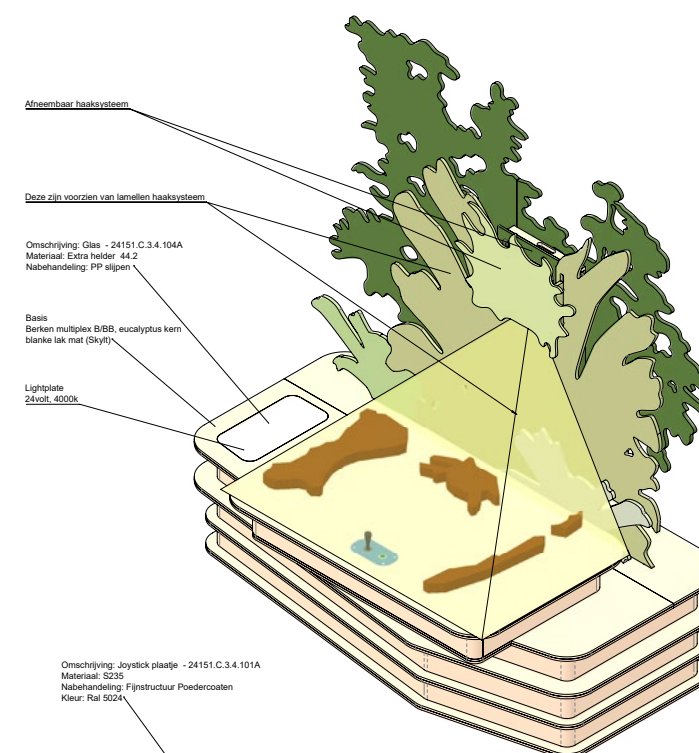 Afneembaar haaksysteem
Deze zijn voorzien van lamellen haaksysteem
Omschrijving: Glas - 24151.C.3.4.104A
Materiaal: Extra helder 44.2
Nabehandeling: PP slijpen
Basis
Berken multiplex B/BB, eucalyptus kern
blanke lak mat (Skylt)
Lightplate
24volt, 4000k
Omschrijving: Joystick plaatje - 24151.C.3.4.101A
Materiaal: S235
Nabehandeling: Fijnstructuur Poedercoaten
Kleur: Ral 5024